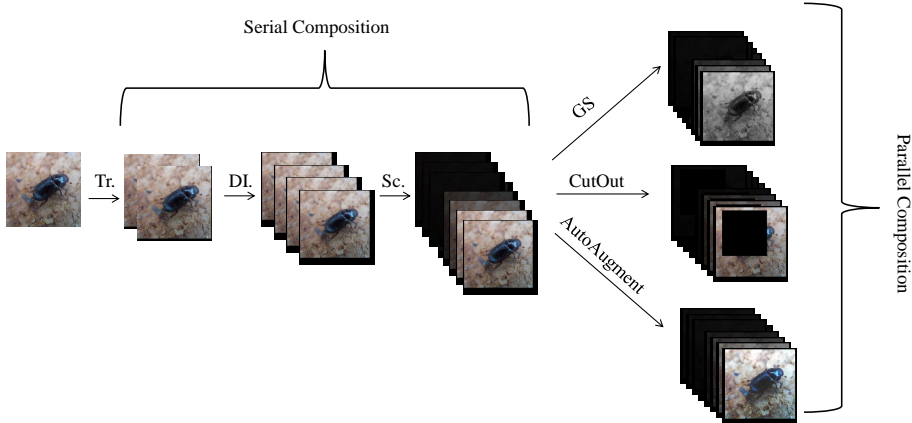 Serial Composition
Tr.
DI.
Sc.
GS
CutOut
AutoAugment
Parallel Composition